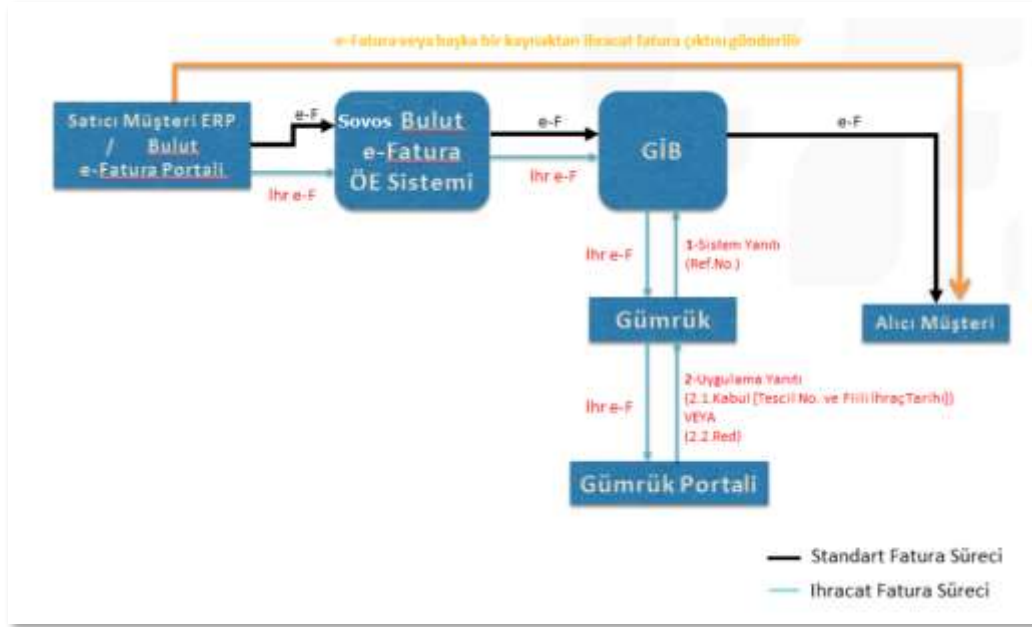 e-Fatura veya başka bir kaynaktan ihracat fatura çıktısı gönderilir
Satıcı Müşteri ERP
/ Bulut
e-Fatura Portali
e-F
İhr e-F
Sovos Bulut
e-Fatura
ÖE Sistemi
e-F
İhr e-F
GİB
e-F
İhr e-F
1-Sistem Yanıtı
(Ref.No.)
Gümrük
Alıcı Müşteri
İhr e-F
2-Uygulama Yanıtı
(2.1.Kabul [Tescil No. ve Fiili İhraç Tarihi])
VEYA
(2.2.Red)
Gümrük Portali
Standart Fatura Süreci
Ihracat Fatura Süreci